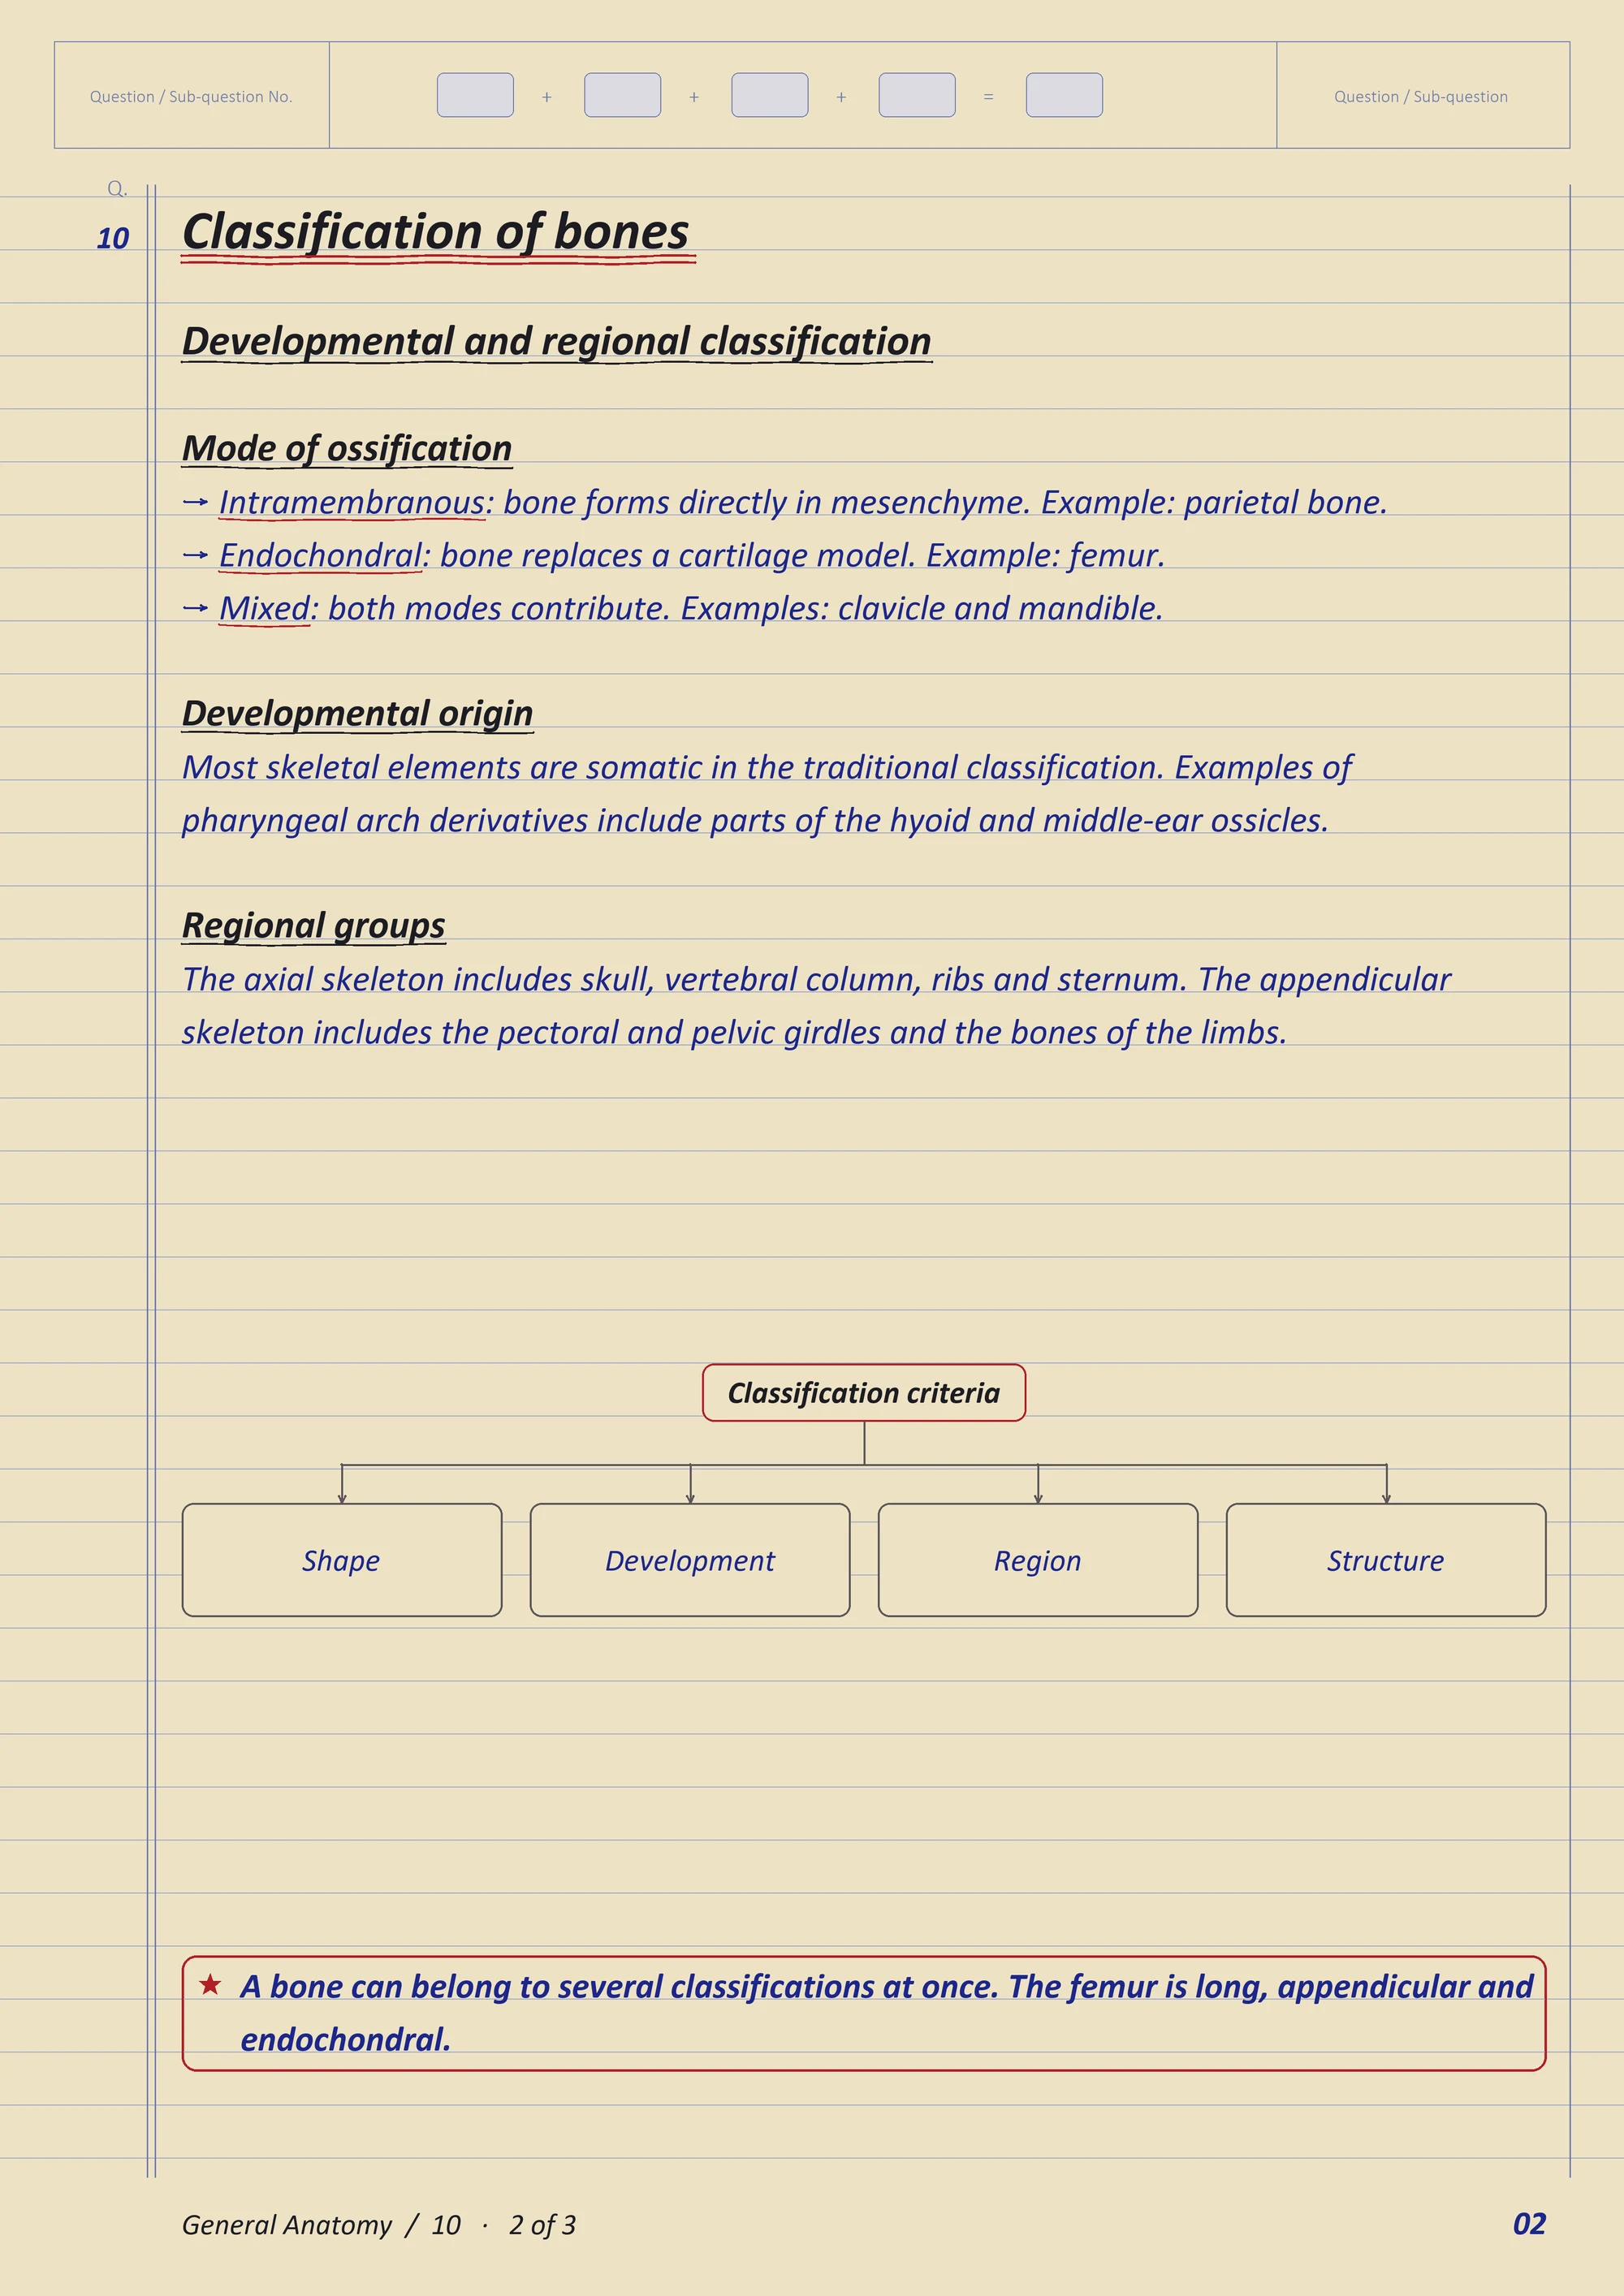 Question / Sub-question No.
+ + + =
Question / Sub-question
Q.
10
Classification of bones
Developmental and regional classification
Mode of ossification
→ Intramembranous: bone forms directly in mesenchyme. Example: parietal bone.
→ Endochondral: bone replaces a cartilage model. Example: femur.
→ Mixed: both modes contribute. Examples: clavicle and mandible.
Developmental origin
Most skeletal elements are somatic in the traditional classification. Examples of
pharyngeal arch derivatives include parts of the hyoid and middle-ear ossicles.
Regional groups
The axial skeleton includes skull, vertebral column, ribs and sternum. The appendicular
skeleton includes the pectoral and pelvic girdles and the bones of the limbs.
Classification criteria
Shape
Development
Region
Structure
★ A bone can belong to several classifications at once. The femur is long, appendicular and
endochondral.
General Anatomy / 10 · 2 of 3
02